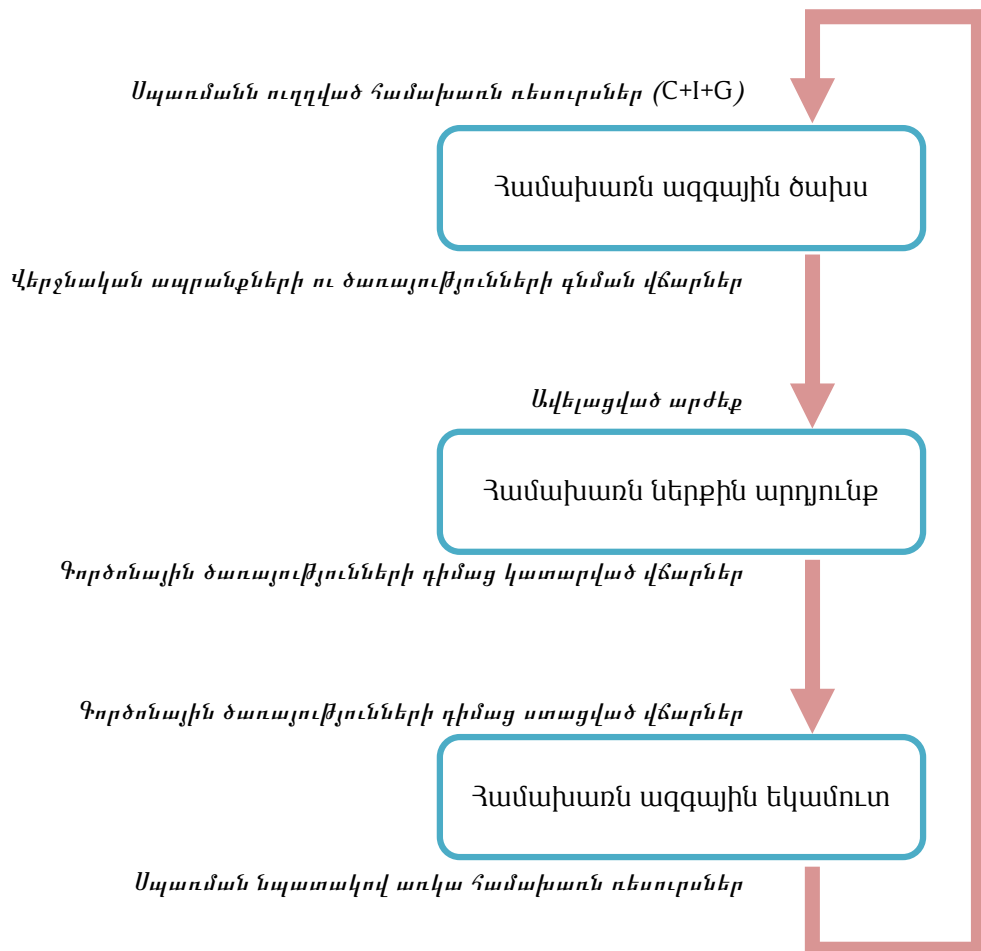 Սպառմանն ուղղված համախառն ռեսուրսներ (C+I+G)
Համախառն ազգային ծախս
Վերջնական ապրանքների ու ծառայությունների գնման վճարներ
Ավելացված արժեք
Համախառն ներքին արդյունք
Գործոնային ծառայությունների դիմաց կատարված վճարներ
Գործոնային ծառայությունների դիմաց ստացված վճարներ
Համախառն ազգային եկամուտ
Սպառման նպատակով առկա համախառն ռեսուրսներ